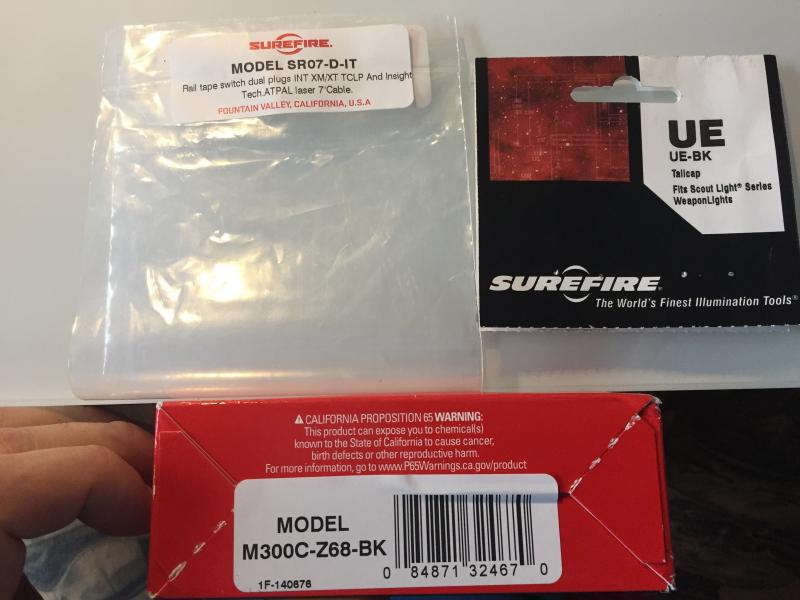 SUREFIRE®
MODEL SR07-D-IT
Rail tape switch dual plugs INT XM/XT TCLP And Insight
Tech.ATPAL laser 7"Cable.
FOUNTAIN VALLEY, CALIFORNIA, U.S.A
UE
UE-BK
Tailcap
Fits Scout Light® Series
WeaponLights
SUREFIRE®
The World's Finest Illumination Tools®
⚠ CALIFORNIA PROPOSITION 65 WARNING:
This product can expose you to chemical(s)
known to the State of California to cause cancer,
birth defects or other reproductive harm.
For more information, go to www.P65Warnings.ca.gov/product
MODEL
M300C-Z68-BK
0 84871 32467 0
1F-140676